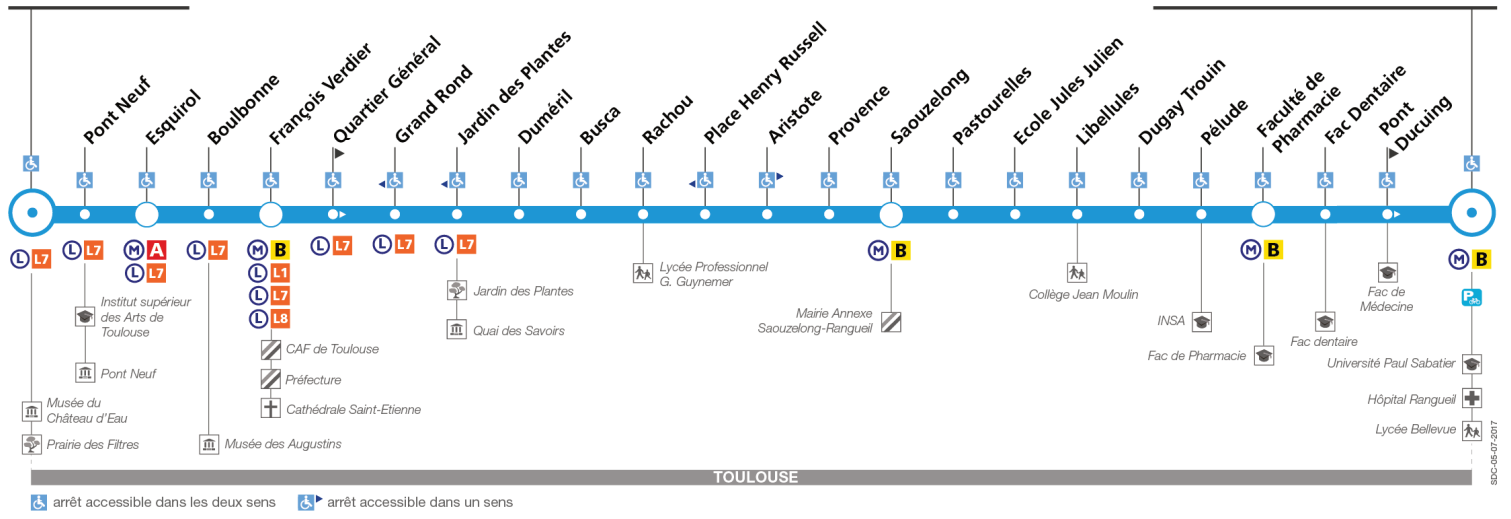 Pont Neuf
Esquirol
Boulbonne
François Verdier
Quartier Général
Grand Rond
Jardin des Plantes
Duméril
Busca
Rachou
Place Henry Russell
Aristote
Provence
Saouzelong
Pastourelles
Ecole Jules Julien
Libellules
Dugay Trouin
Pélude
Faculté de
Pharmacie
Fac Dentaire
Pont
Ducuing
L L7
L L7
M A
L L7
L L7
M B
L L1
L L7
L L8
L L7
L L7
L L7
M B
M B
M B
P
Musée du
Château d'Eau
Prairie des Filtres
Institut supérieur
des Arts de
Toulouse
Pont Neuf
Musée des Augustins
CAF de Toulouse
Préfecture
Cathédrale Saint-Etienne
Jardin des Plantes
Quai des Savoirs
Lycée Professionnel
G. Guynemer
Mairie Annexe
Saouzelong-Rangueil
Collège Jean Moulin
INSA
Fac de Pharmacie
Fac dentaire
Fac de
Médecine
Université Paul Sabatier
Hôpital Rangueil
Lycée Bellevue
SDC-05-07-2017
TOULOUSE
arrêt accessible dans les deux sens
arrêt accessible dans un sens